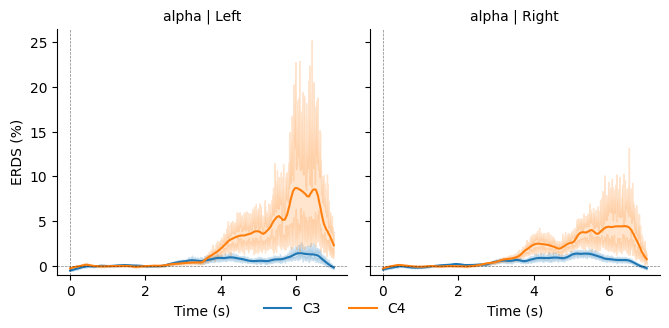 alpha | Left
alpha | Right
ERDS (%)
25
20
15
10
5
0
0 2 4 6
0 2 4 6
Time (s)
Time (s)
C3 C4